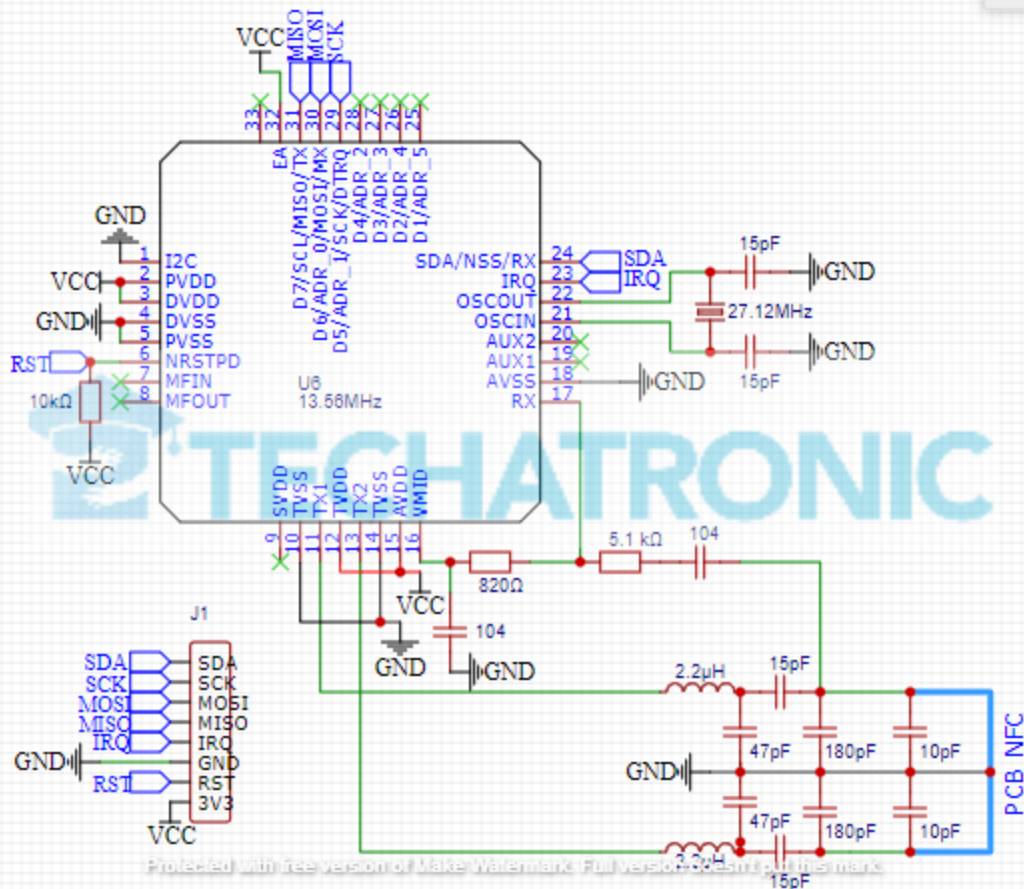 VCC
MISO
MOSI
SCK
33
32
31
30
29
28
27
26
25
EA
D7/SCL/MISO/TX
D6/ADR_0/MOSI/MX
D5/ADR_1/SCK/DTRQ
D4/ADR_2
D3/ADR_3
D2/ADR_4
D1/ADR_5
GND
1 I2C
VCC 2 PVDD
3 DVDD
GND 4 DVSS
5 PVSS
RST 6 NRSTPD
7 MFIN
8 MFOUT
10kΩ
VCC
U6
13.56MHz
SDA/NSS/RX 24 SDA
IRQ 23 IRQ
OSCOUT 22
OSCIN 21
AUX2 20
AUX1 19
AVSS 18 GND
RX 17
15pF
GND
27.12MHz
GND
15pF
TECHATRONIC
SVDD
TVSS
TX1
TVDD
TX2
TVSS
AVDD
VMID
9
10
11
12
13
14
15
16
820Ω
5.1 kΩ
104
VCC
104
GND
GND
J1
SDA SDA
SCK SCK
MOSI MOSI
MISO MISO
IRQ IRQ
GND GND
RST RST
3V3
VCC
2.2µH
15pF
47pF
180pF
10pF
GND
PCB NFC
47pF
180pF
10pF
2.2µH
15pF
Protected with free version of Make Watermark. Full version doesn't put this mark.